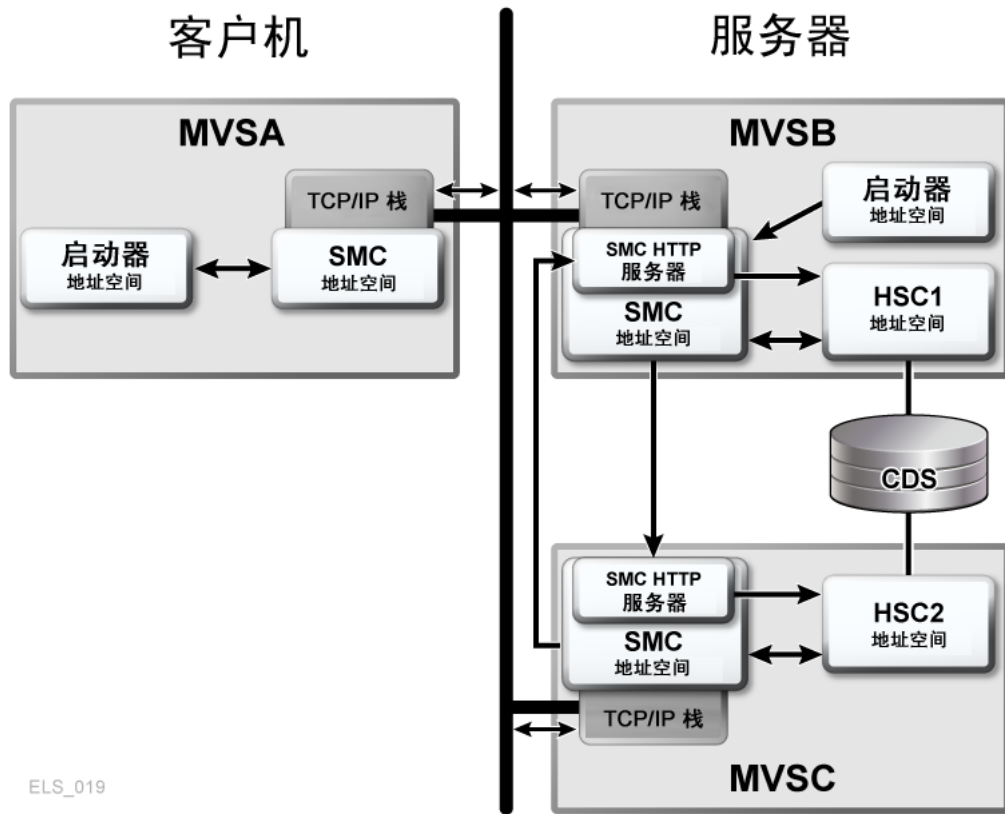 客户机
服务器
MVSA
TCP/IP 栈
启动器
地址空间
SMC
地址空间
MVSB
TCP/IP 栈
启动器
地址空间
SMC HTTP
服务器
SMC
地址空间
HSC1
地址空间
CDS
SMC HTTP
服务器
SMC
地址空间
HSC2
地址空间
TCP/IP 栈
MVSC
ELS_019